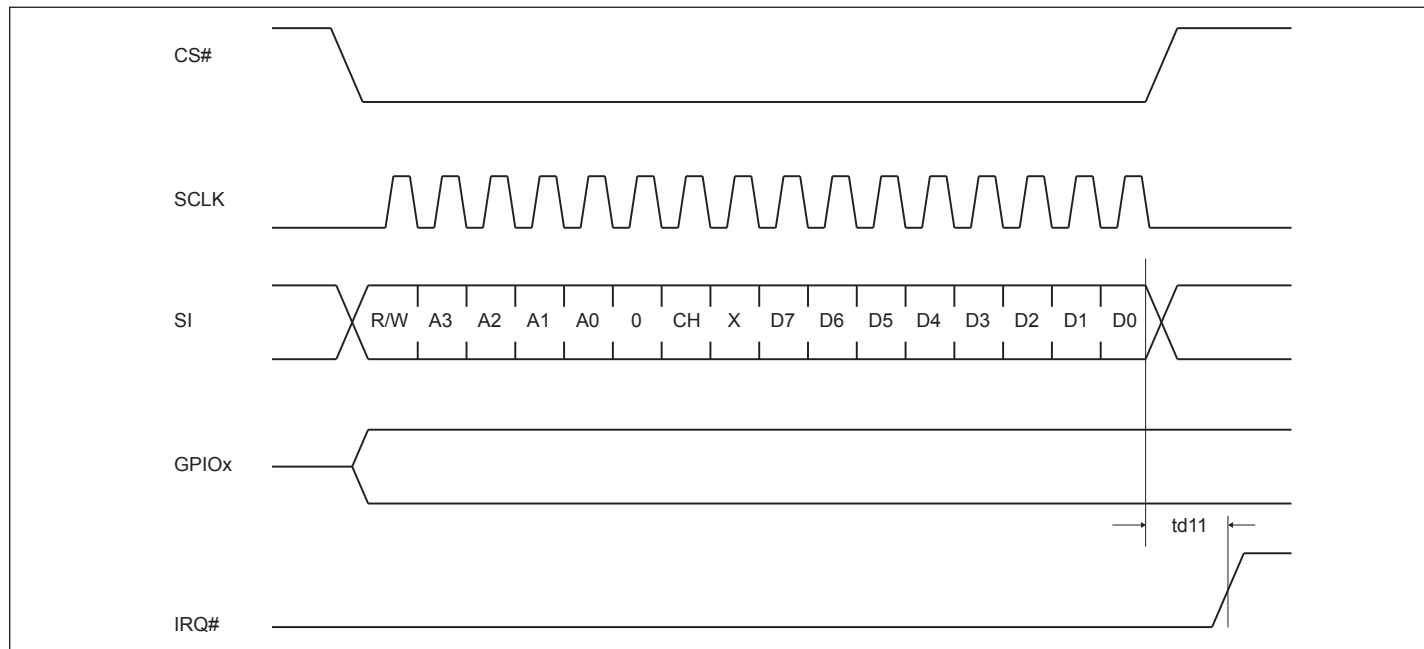 CS#
SCLK
SI
R/W A3 A2 A1 A0 0 CH X D7 D6 D5 D4 D3 D2 D1 D0
GPIOx
td11
IRQ#